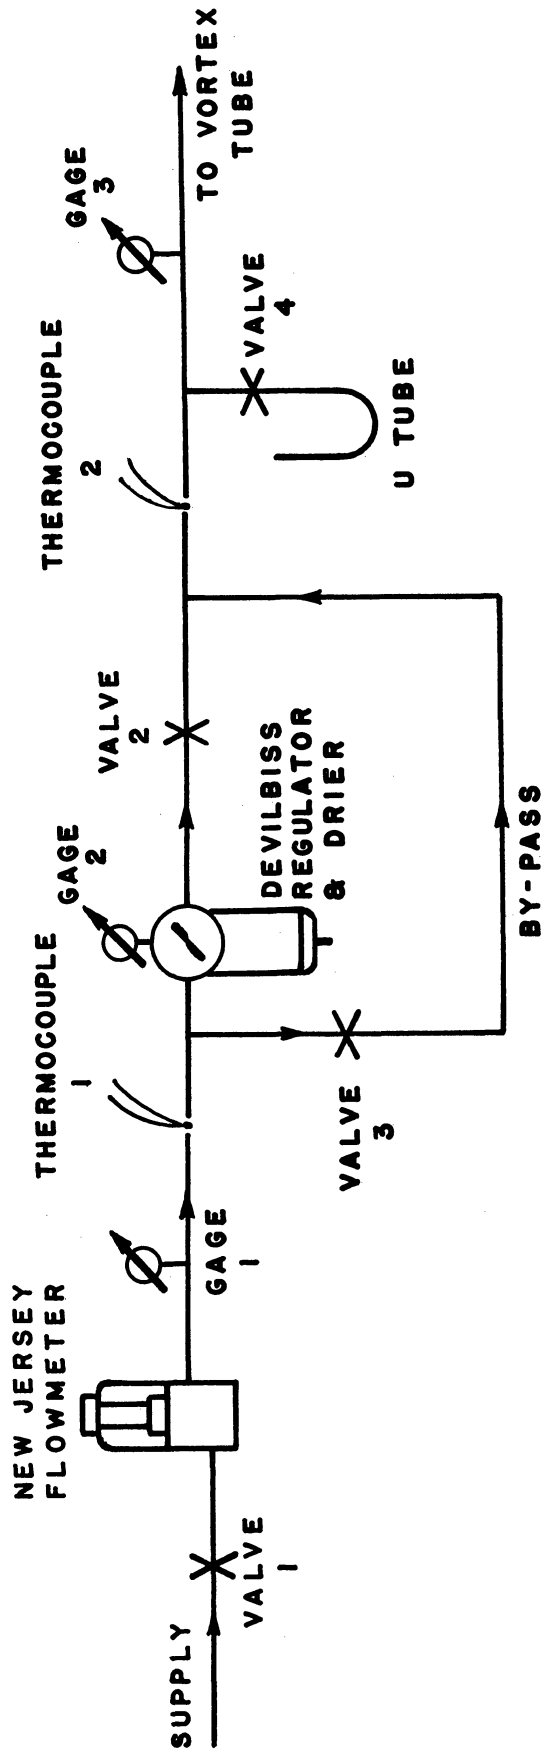 SUPPLY
VALVE
1
NEW JERSEY
FLOWMETER
GAGE
1
THERMOCOUPLE
1
VALVE
3
GAGE
2
DEVILBISS
REGULATOR
& DRIER
BY-PASS
VALVE
2
THERMOCOUPLE
2
U TUBE
VALVE
4
GAGE
3
TO VORTEX
TUBE